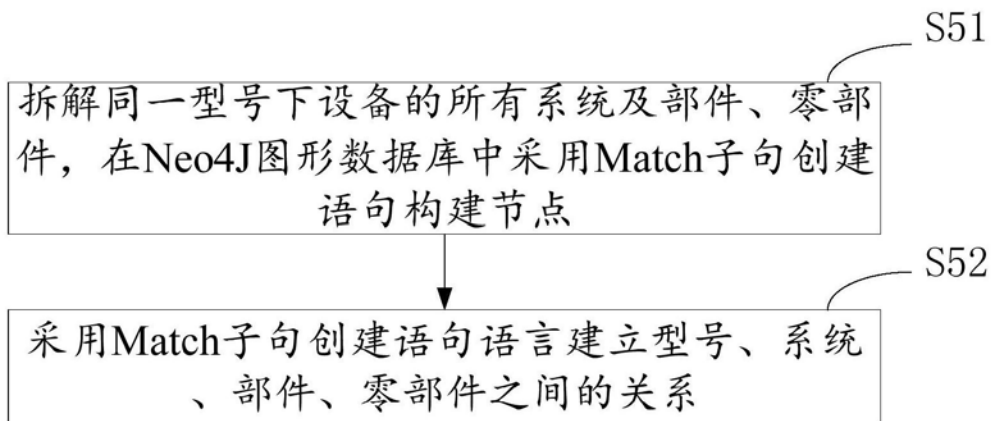 S51
拆解同一型号下设备的所有系统及部件、零部
件，在Neo4J图形数据库中采用Match子句创建
语句构建节点
S52
采用Match子句创建语句语言建立型号、系统
、部件、零部件之间的关系